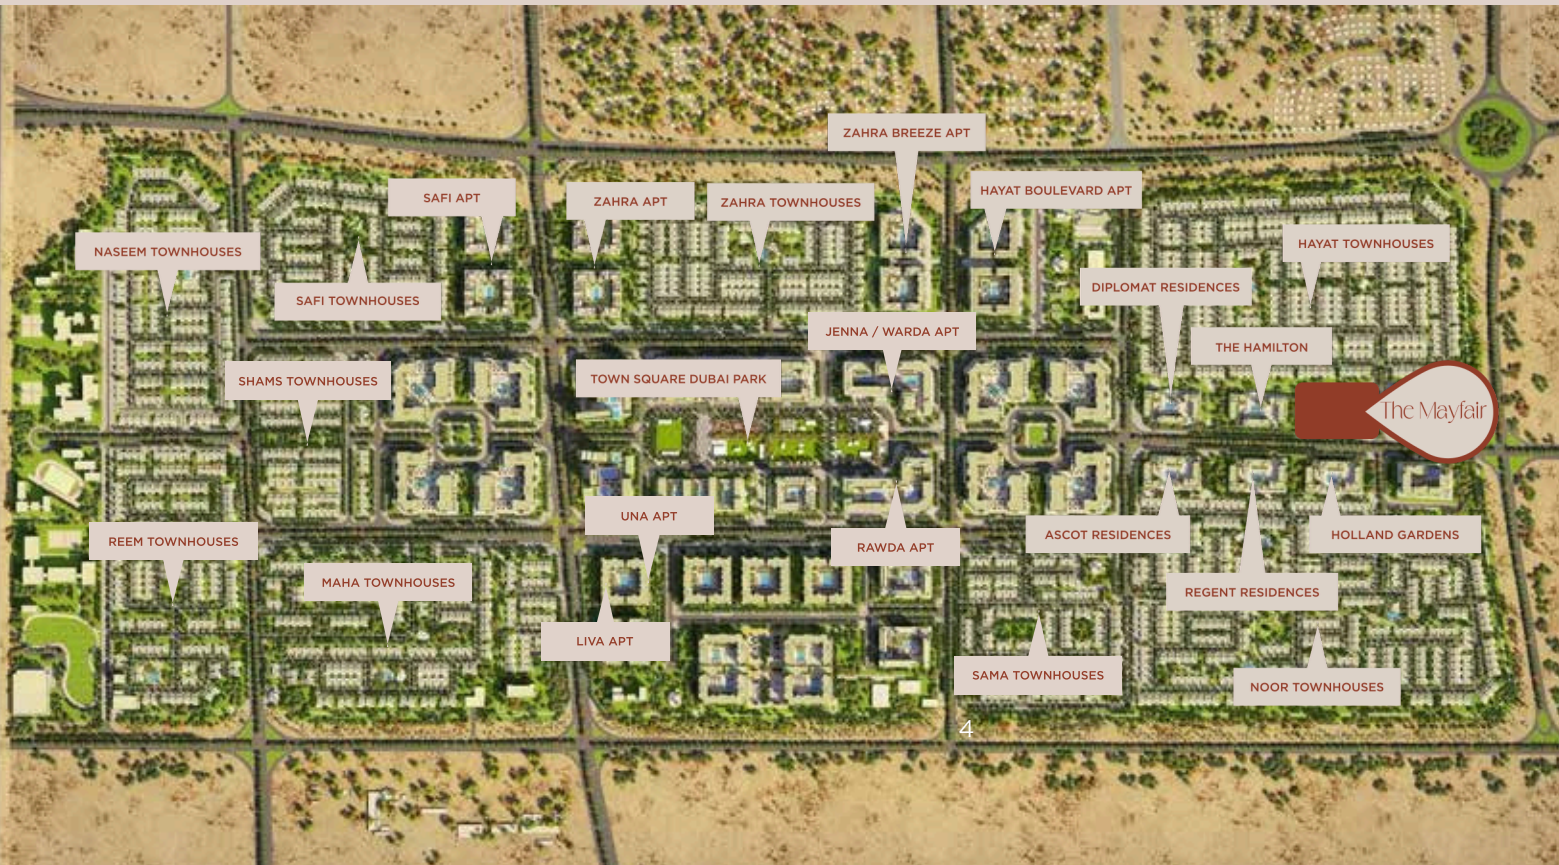 ZAHRA BREEZE APT
SAFI APT
ZAHRA APT
ZAHRA TOWNHOUSES
HAYAT BOULEVARD APT
NASEEM TOWNHOUSES
HAYAT TOWNHOUSES
SAFI TOWNHOUSES
DIPLOMAT RESIDENCES
JENNA / WARDA APT
THE HAMILTON
SHAMS TOWNHOUSES
TOWN SQUARE DUBAI PARK
The Mayfair
UNA APT
REEM TOWNHOUSES
RAWDA APT
ASCOT RESIDENCES
HOLLAND GARDENS
MAHA TOWNHOUSES
REGENT RESIDENCES
LIVA APT
SAMA TOWNHOUSES
NOOR TOWNHOUSES
4